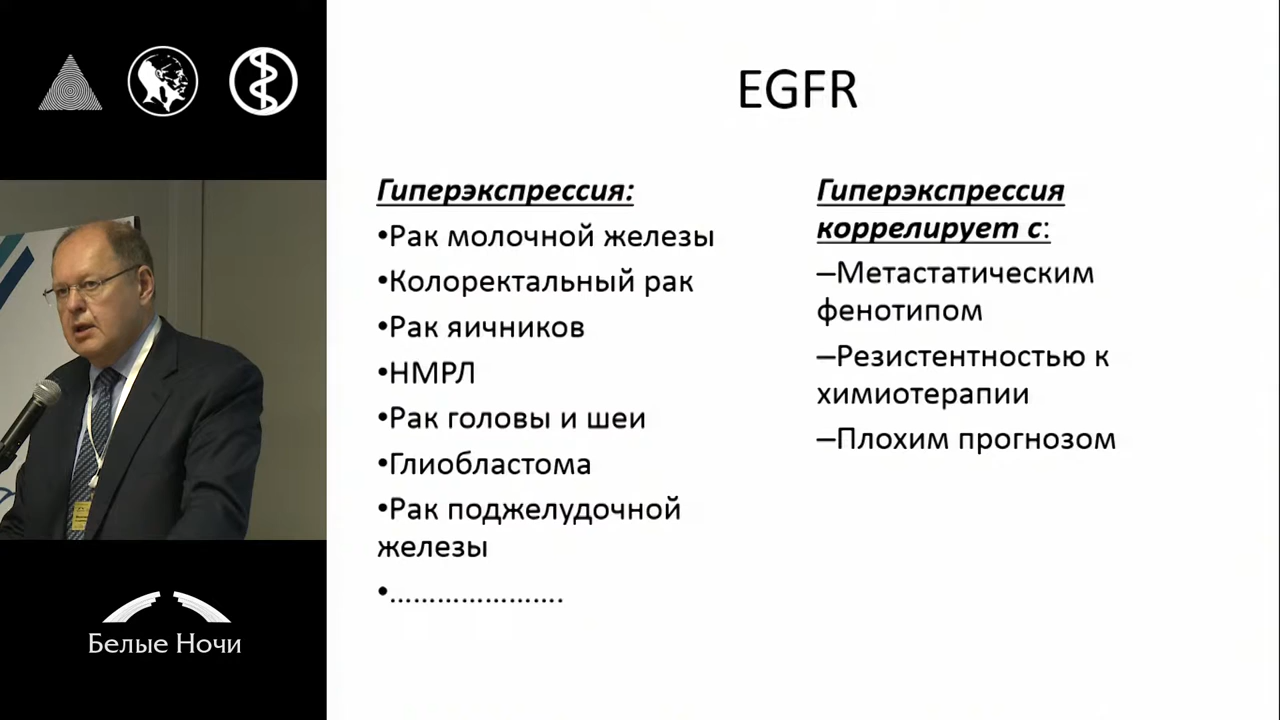 EGFR
Гиперэкспрессия:
•Рак молочной железы
•Колоректальный рак
•Рак яичников
•НМРЛ
•Рак головы и шеи
•Глиобластома
•Рак поджелудочной
железы
•…………………..
Гиперэкспрессия
коррелирует с:
–Метастатическим
фенотипом
–Резистентностью к
химиотерапии
–Плохим прогнозом
Белые Ночи